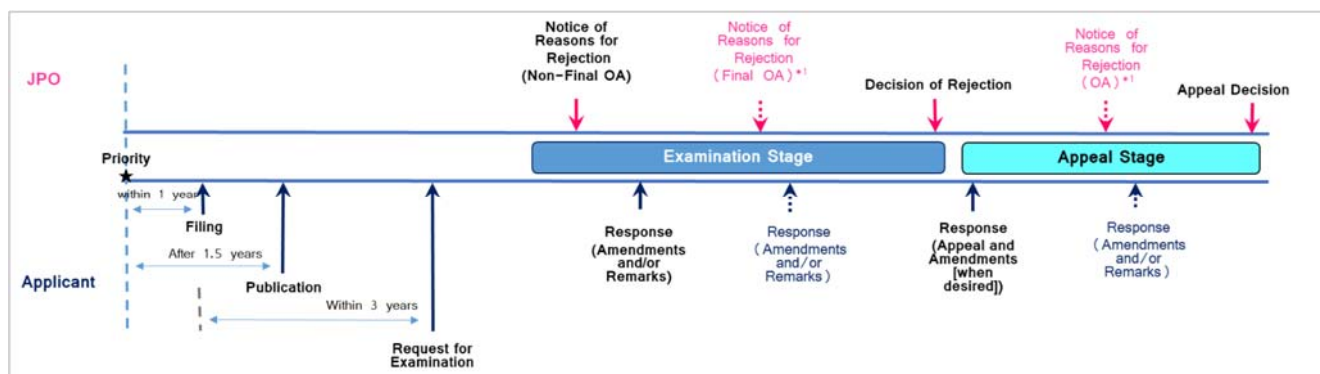 Notice of
Reasons for
Rejection
(Non-Final OA)
Notice of
Reasons for
Rejection
(Final OA)*1
Decision of Rejection
Notice of
Reasons for
Rejection
(OA)*1
Appeal Decision
JPO
Priority
Examination Stage
Appeal Stage
within 1 year
Filing
After 1.5 years
Publication
Within 3 years
Request for
Examination
Applicant
Response
(Amendments
and/or
Remarks)
Response
(Amendments
and/or
Remarks)
Response
(Appeal and
Amendments
[when
desired])
Response
(Amendments
and/or
Remarks)